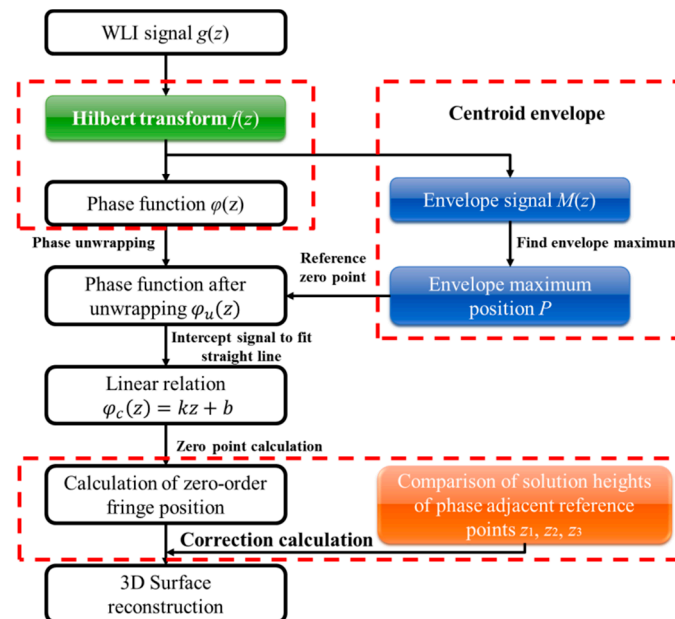 WLI signal g(z)
Hilbert transform f(z)
Centroid envelope
Phase function φ(z)
Envelope signal M(z)
Phase unwrapping
Find envelope maximum
Reference
zero point
Phase function after
unwrapping φᵤ(z)
Envelope maximum
position P
Intercept signal to fit
straight line
Linear relation
φ_c(z) = kz + b
Zero point calculation
Calculation of zero-order
fringe position
Comparison of solution heights
of phase adjacent reference
points z₁, z₂, z₃
Correction calculation
3D Surface
reconstruction